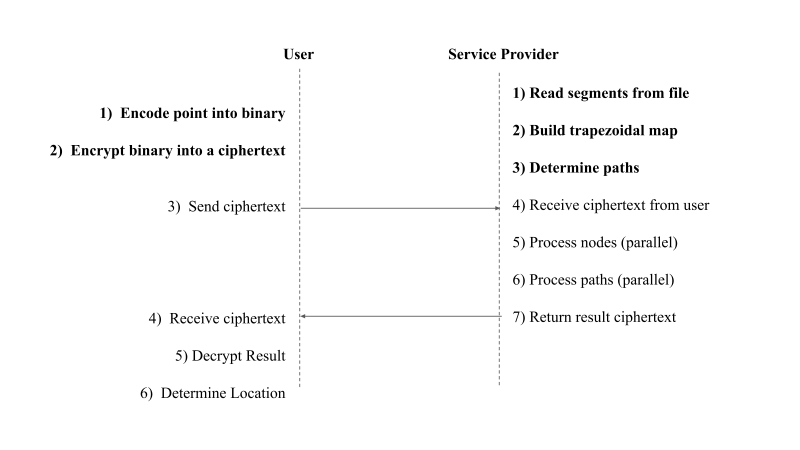 User
Service Provider
1) Encode point into binary
2) Encrypt binary into a ciphertext
3) Send ciphertext
4) Receive ciphertext
5) Decrypt Result
6) Determine Location
1) Read segments from file
2) Build trapezoidal map
3) Determine paths
4) Receive ciphertext from user
5) Process nodes (parallel)
6) Process paths (parallel)
7) Return result ciphertext